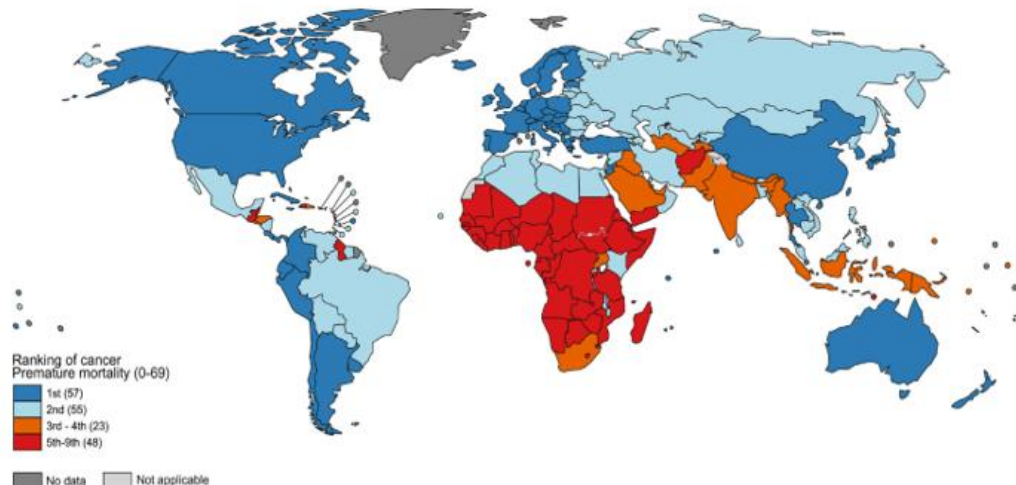 Ranking of cancer
Premature mortality (0-69)
1st (57)
2nd (55)
3rd - 4th (23)
5th-9th (48)
No data
Not applicable